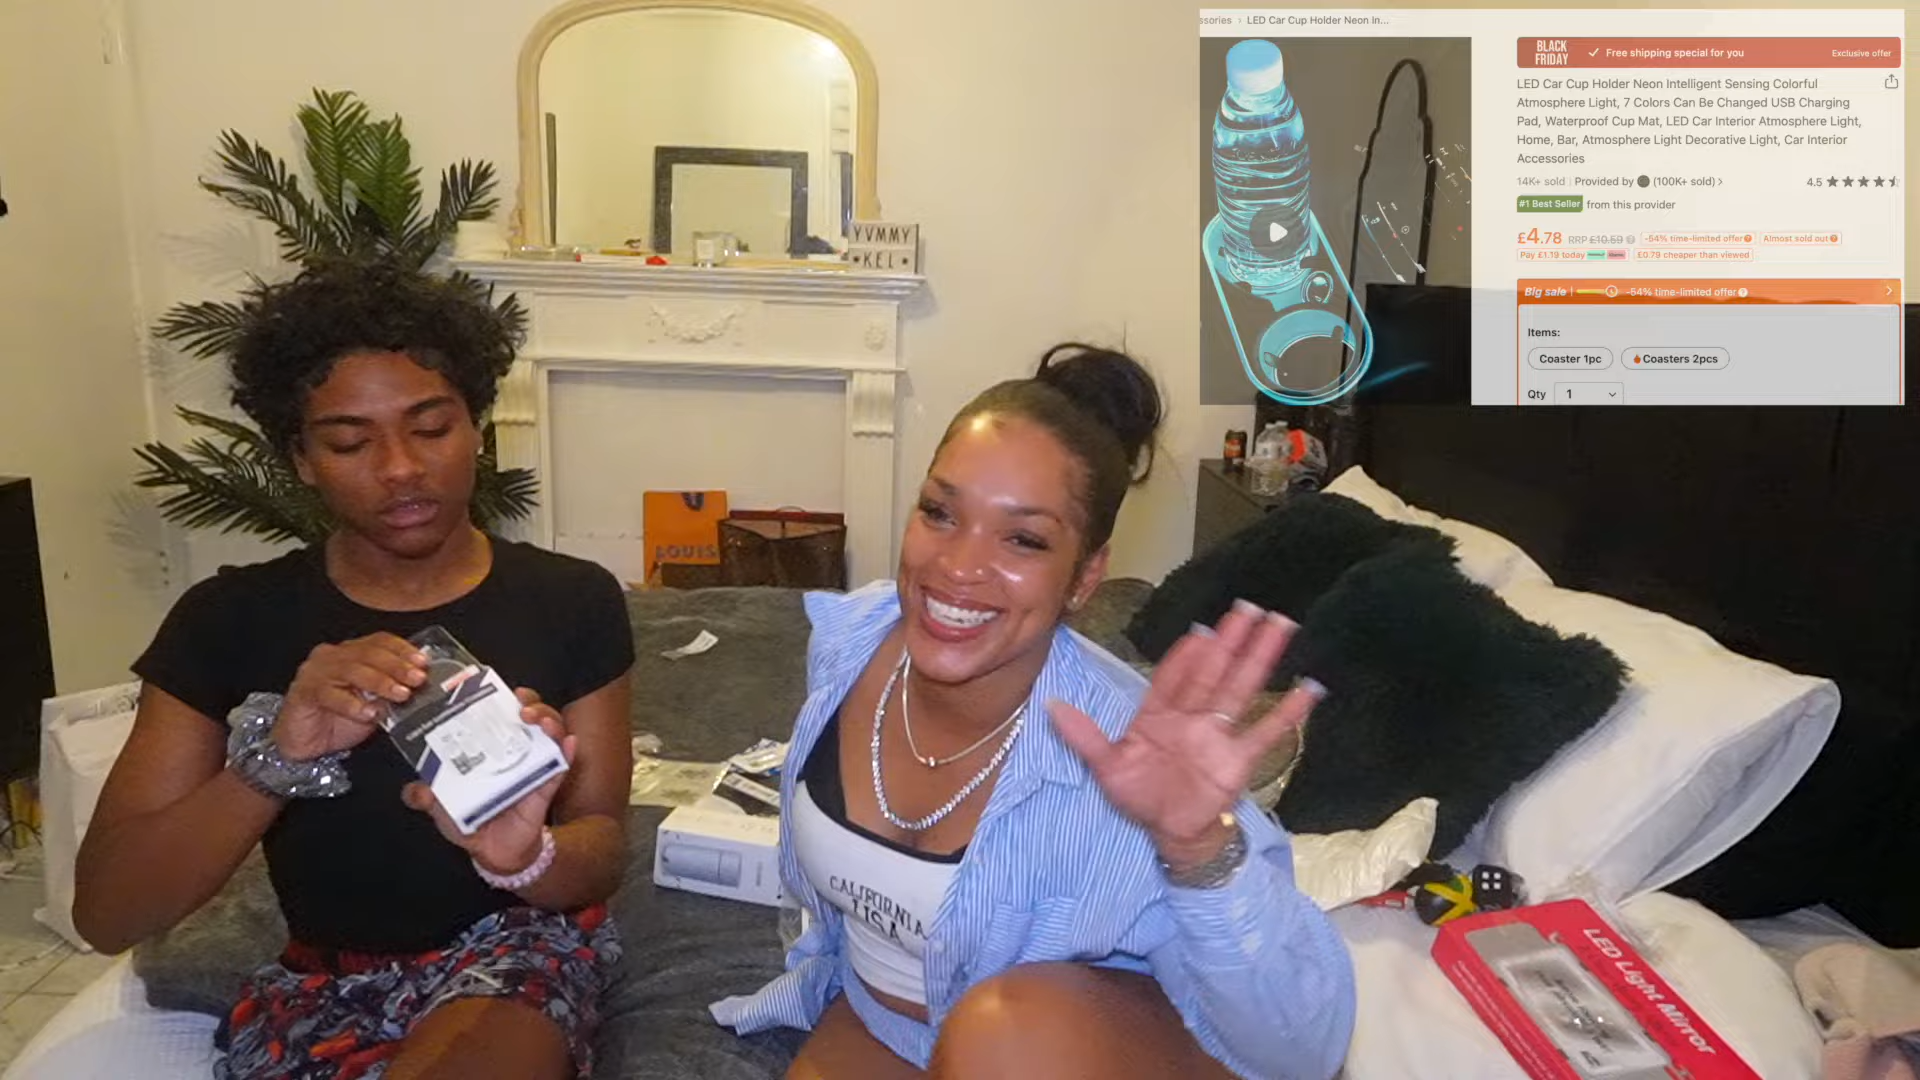 ssories > LED Car Cup Holder Neon In...
BLACK
FRIDAY
✓ Free shipping special for you
Exclusive offer
LED Car Cup Holder Neon Intelligent Sensing Colorful
Atmosphere Light, 7 Colors Can Be Changed USB Charging
Pad, Waterproof Cup Mat, LED Car Interior Atmosphere Light,
Home, Bar, Atmosphere Light Decorative Light, Car Interior
Accessories
14K+ sold | Provided by (100K+ sold) >
4.5
#1 Best Seller from this provider
£4.78 RRP £10.59 -54% time-limited offer Almost sold out
Pay £1.19 today £0.79 cheaper than viewed
Big sale | -54% time-limited offer >
Items:
Coaster 1pc Coasters 2pcs
Qty 1
YVMMY
•KEL•
LOUIS
CALIFORNIA
USA
LED Light Mirror